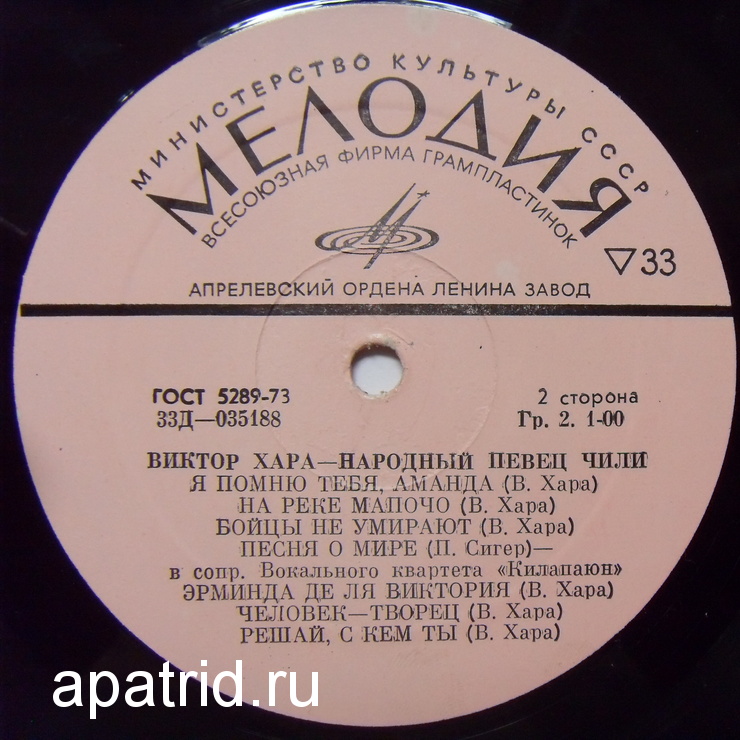 МИНИСТЕРСТВО КУЛЬТУРЫ СССР
МЕЛОДИЯ
ВСЕСОЮЗНАЯ ФИРМА ГРАМПЛАСТИНОК
▽33
АПРЕЛЕВСКИЙ ОРДЕНА ЛЕНИНА ЗАВОД
ГОСТ 5289-73
2 сторона
33Д—035188
Гр. 2. 1-00
ВИКТОР ХАРА—НАРОДНЫЙ ПЕВЕЦ ЧИЛИ
Я ПОМНЮ ТЕБЯ, АМАНДА (В. Хара)
НА РЕКЕ МАПОЧО (В. Хара)
БОЙЦЫ НЕ УМИРАЮТ (В. Хара)
ПЕСНЯ О МИРЕ (П. Сигер)—
в сопр. Вокального квартета «Килапаюн»
ЭРМИНДА ДЕ ЛЯ ВИКТОРИЯ (В. Хара)
ЧЕЛОВЕК—ТВОРЕЦ (В. Хара)
РЕШАЙ, С КЕМ ТЫ (В. Хара)
apatrid.ru